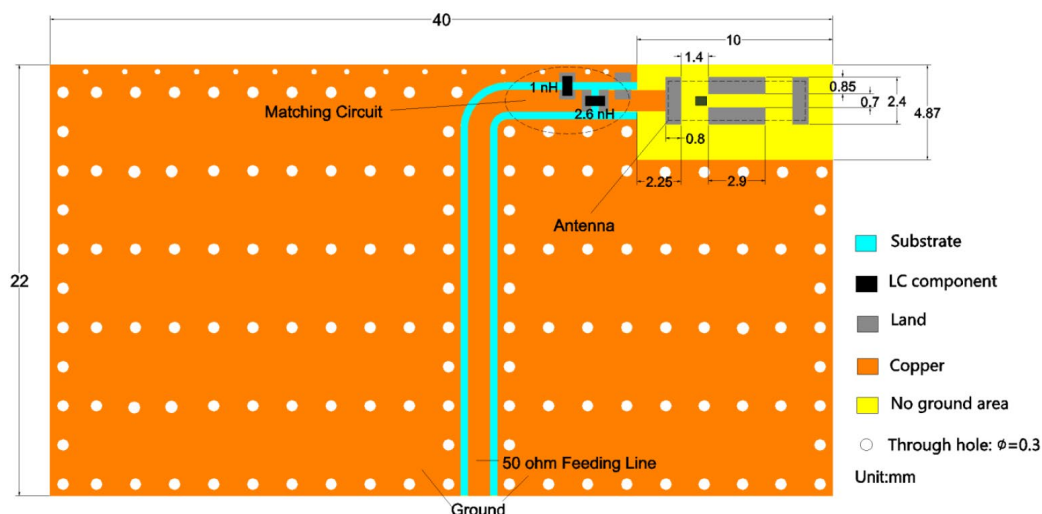 40
10
1.4
1 nH
Matching Circuit
2.6 nH
0.85
0.7
2.4
4.87
0.8
2.25
2.9
Antenna
22
Substrate
LC component
Land
Copper
No ground area
Through hole: ϕ=0.3
Unit:mm
50 ohm Feeding Line
Ground